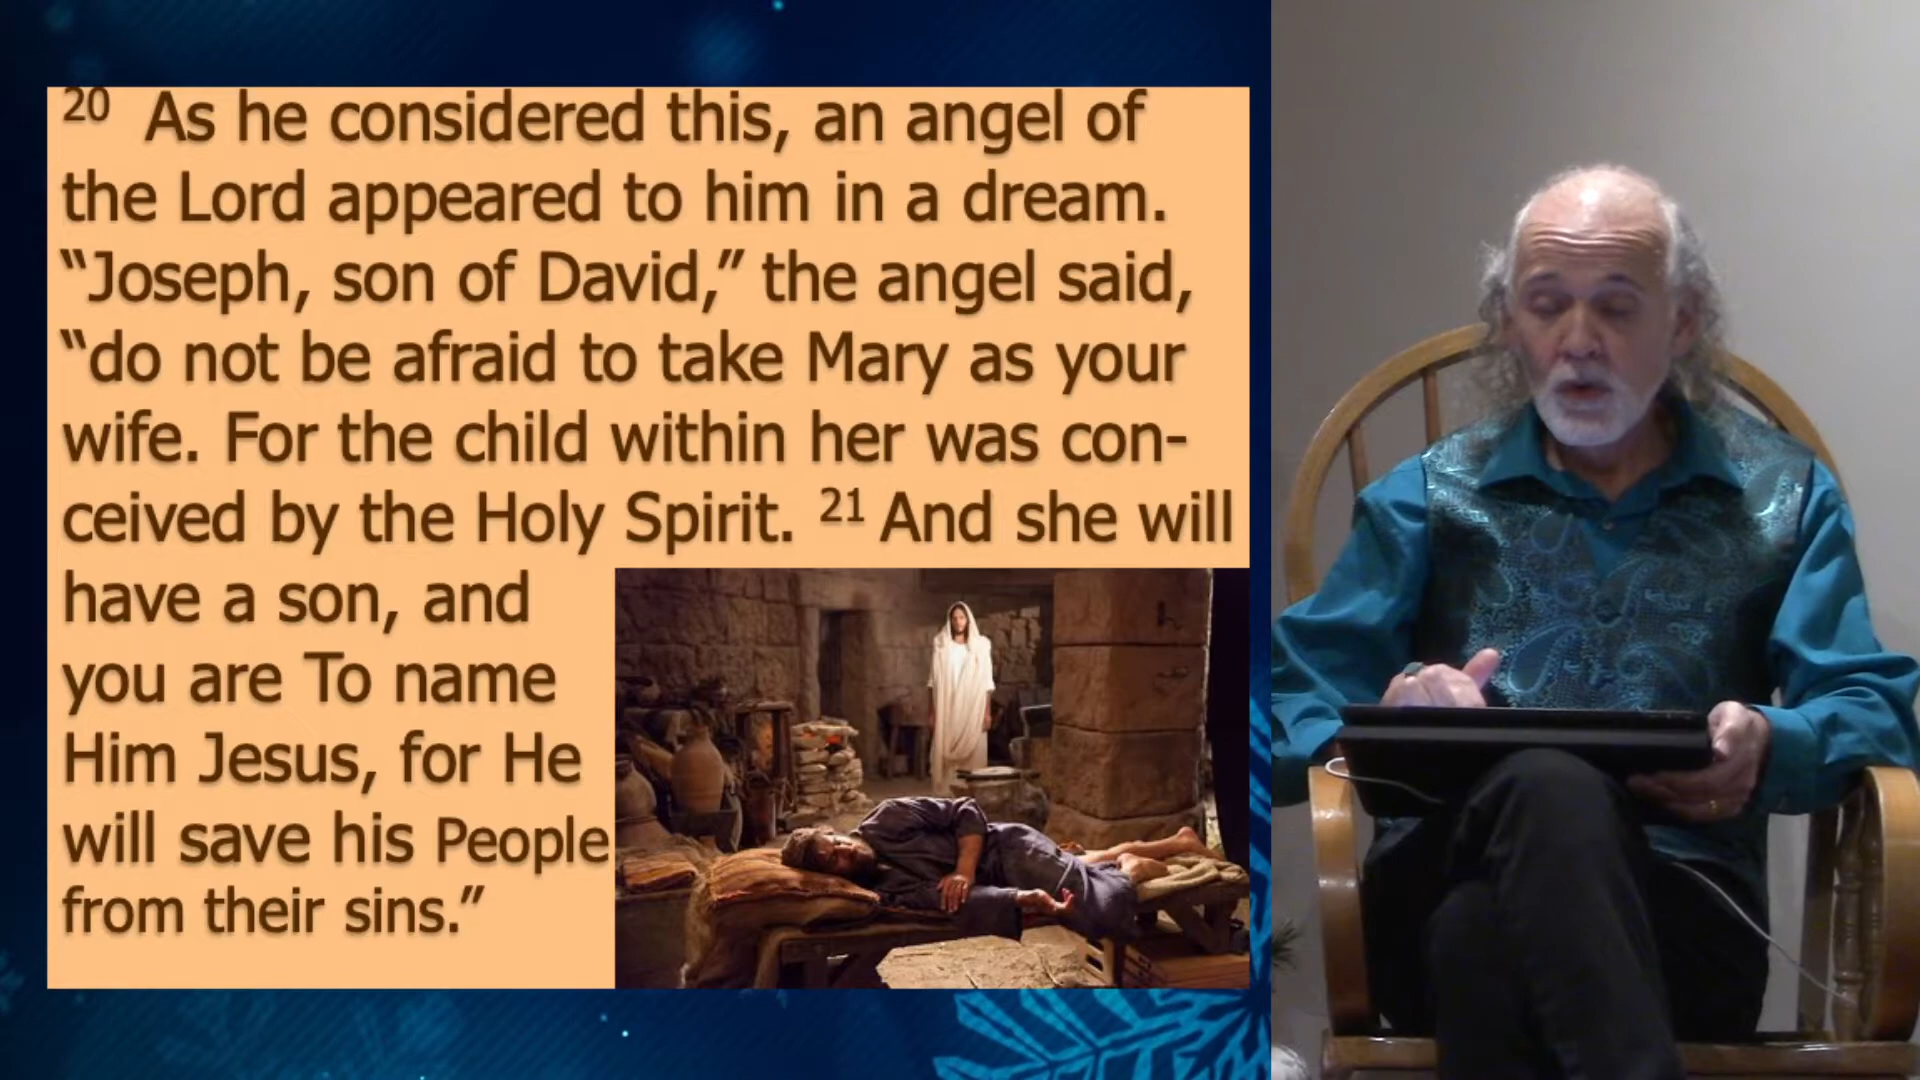 20 As he considered this, an angel of
the Lord appeared to him in a dream.
“Joseph, son of David,” the angel said,
“do not be afraid to take Mary as your
wife. For the child within her was con-
ceived by the Holy Spirit. 21 And she will
have a son, and
you are To name
Him Jesus, for He
will save his People
from their sins.”